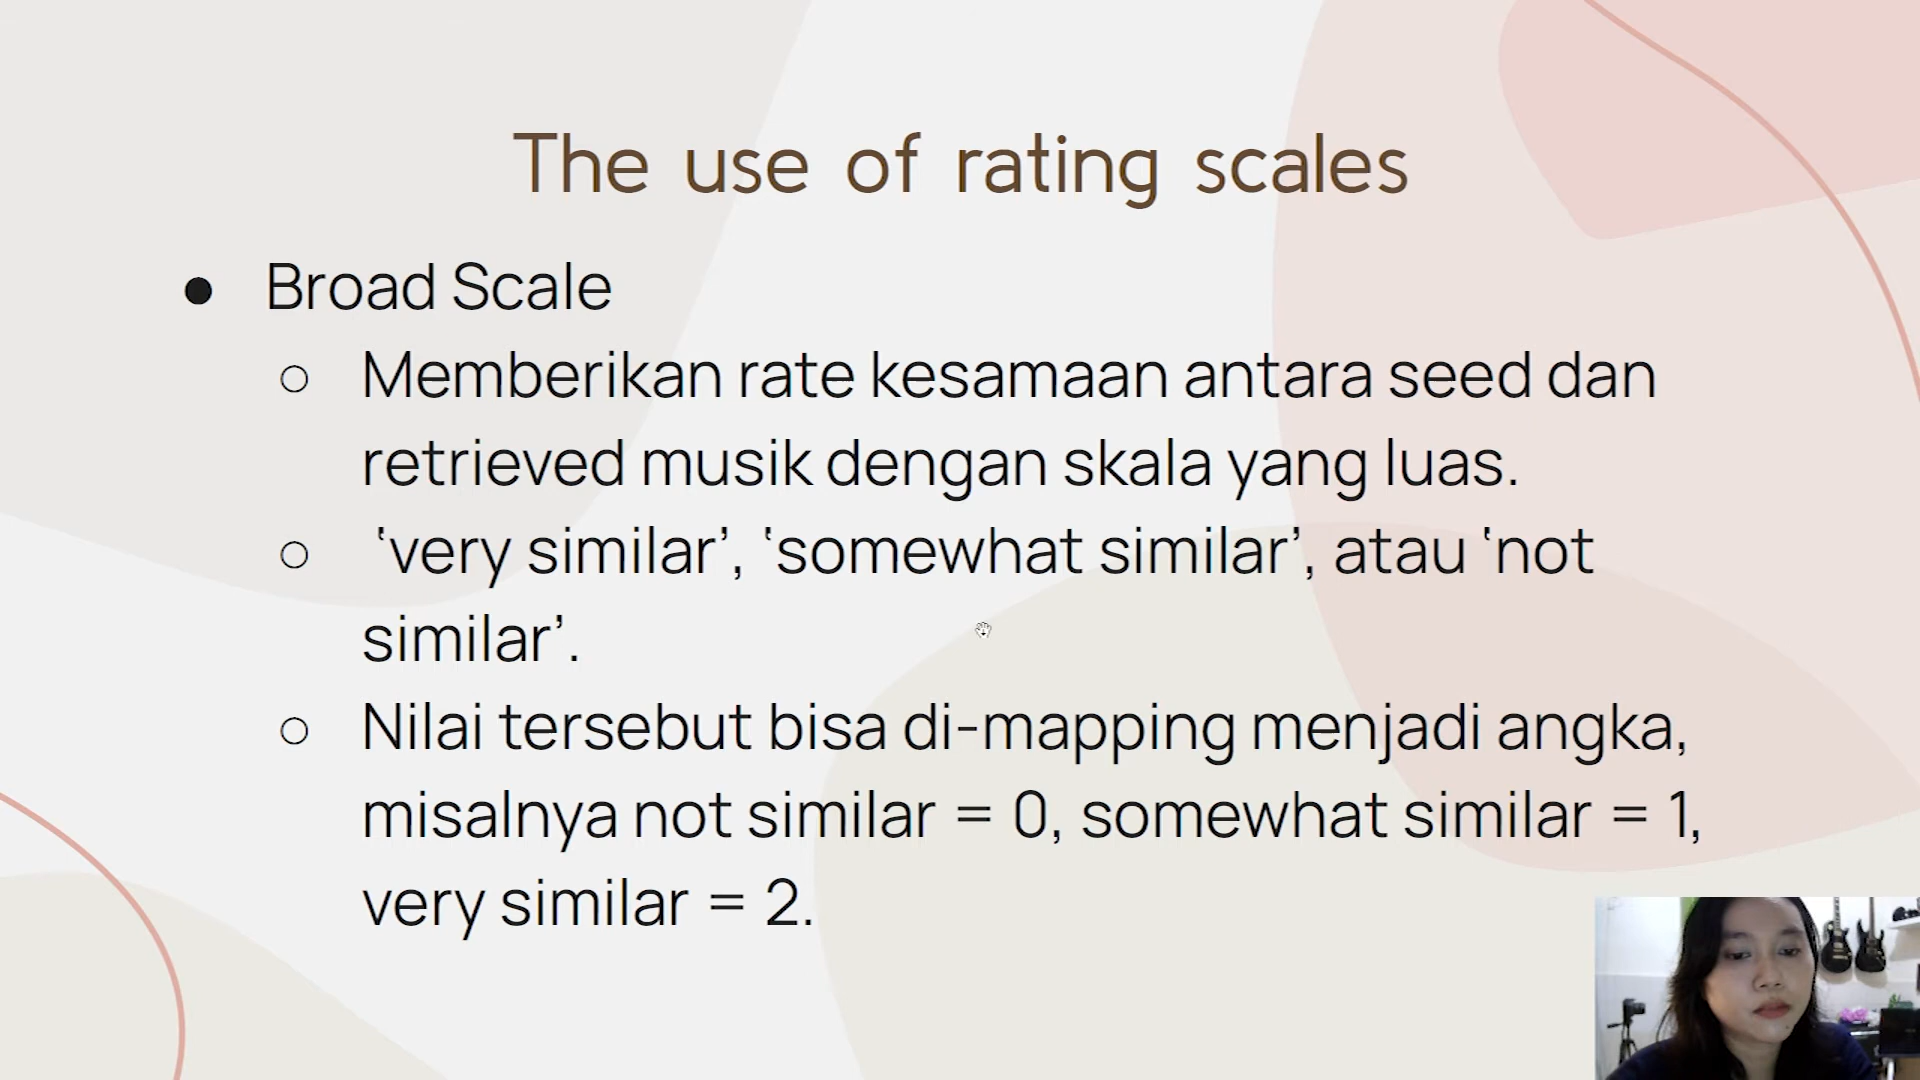 The use of rating scales
● Broad Scale
○ Memberikan rate kesamaan antara seed dan
retrieved musik dengan skala yang luas.
○ ‘very similar’, ‘somewhat similar’, atau ‘not
similar’.
○ Nilai tersebut bisa di-mapping menjadi angka,
misalnya not similar = 0, somewhat similar = 1,
very similar = 2.